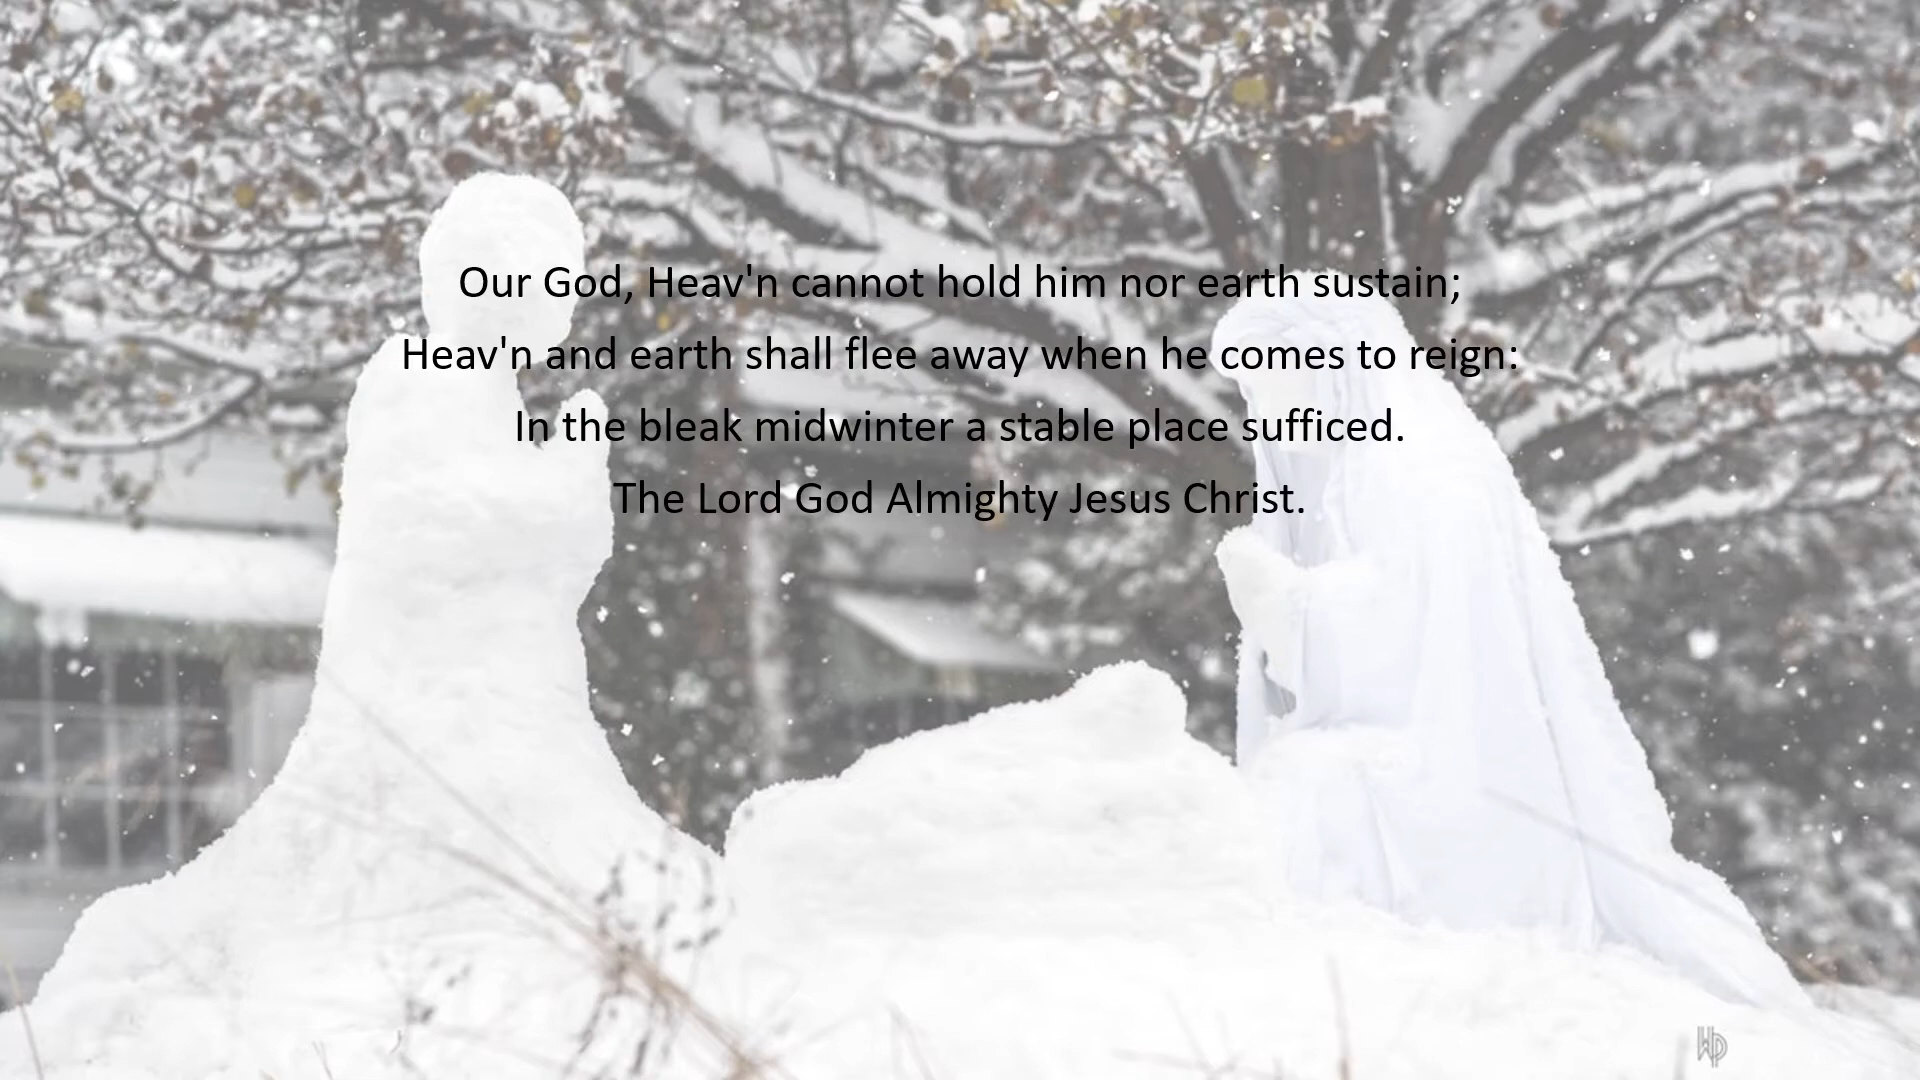 Our God, Heav'n cannot hold him nor earth sustain;
Heav'n and earth shall flee away when he comes to reign:
In the bleak midwinter a stable place sufficed.
The Lord God Almighty Jesus Christ.